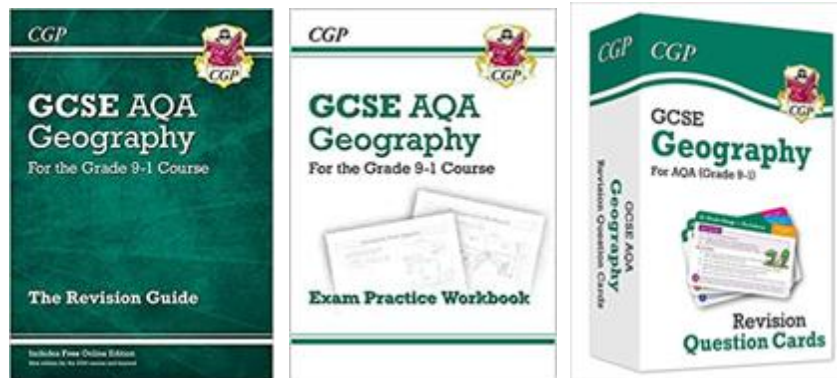 CGP
CGP
GCSE AQA
Geography
For the Grade 9-1 Course
The Revision Guide
Includes Free Online Edition
CGP
CGP
GCSE AQA
Geography
For the Grade 9-1 Course
Exam Practice Workbook
CGP
GCSE AQA
Geography
Revision Question Cards
CGP
CGP
GCSE
Geography
For AQA (Grade 9-1)
Revision
Question Cards